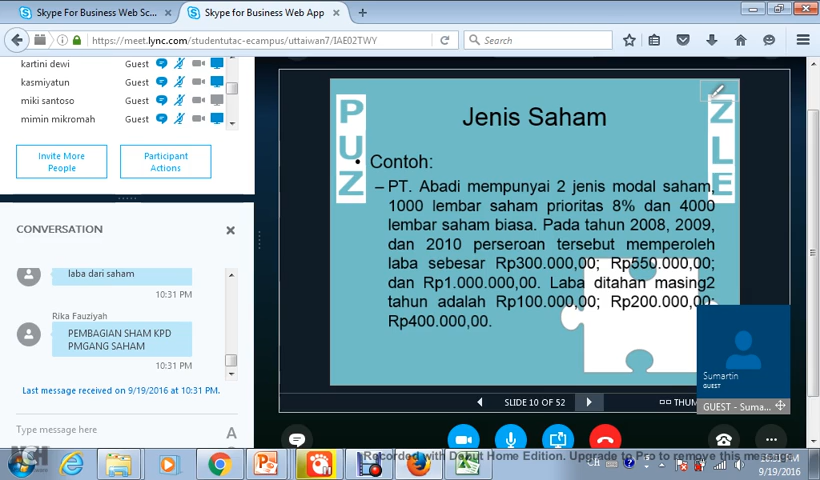 Skype For Business Web Sc...
Skype for Business Web App
https://meet.lync.com/studentutac-ecampus/uttaiwan7/IAE02TWY
Search
kartini dewi Guest
kasmiyatun Guest
miki santoso Guest
mimin mikromah Guest
Invite More
People
Participant
Actions
CONVERSATION
laba dari saham
10:31 PM
Rika Fauziyah
PEMBAGIAN SHAM KPD
PMGANG SAHAM
10:31 PM
Last message received on 9/19/2016 at 10:31 PM.
Type message here
A
PUZ
ZLE
Jenis Saham
• Contoh:
– PT. Abadi mempunyai 2 jenis modal saham,
1000 lembar saham prioritas 8% dan 4000
lembar saham biasa. Pada tahun 2008, 2009,
dan 2010 perseroan tersebut memperoleh
laba sebesar Rp300.000,00; Rp550.000,00;
dan Rp1.000.000,00. Laba ditahan masing2
tahun adalah Rp100.000,00; Rp200.000,00;
Rp400.000,00.
Sumartin
GUEST
GUEST - Suma...
SLIDE 10 OF 52
THUM
Recorded with Debut Home Edition. Upgrade to Pro to remove this message.
NCH
CH
9/19/2016